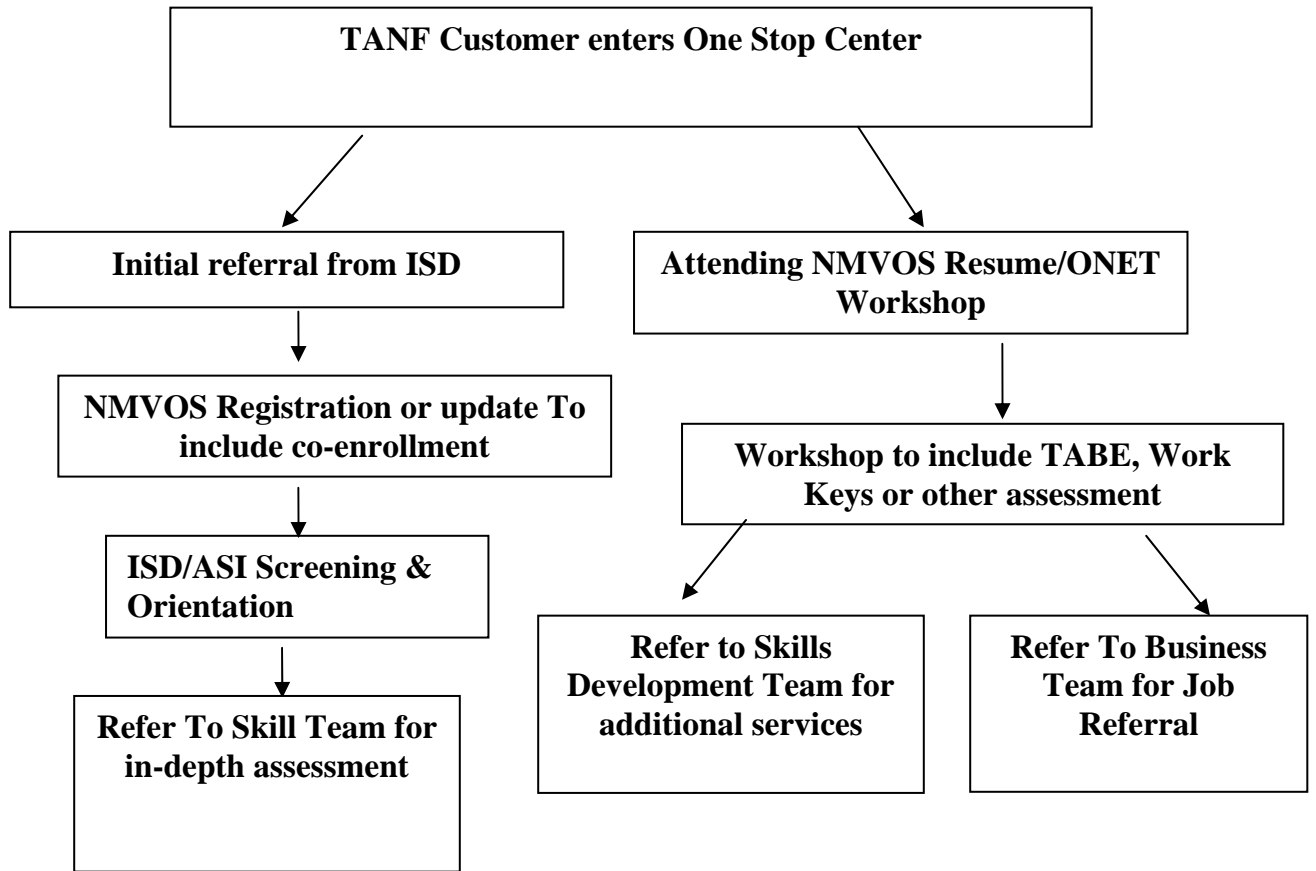 TANF Customer enters One Stop Center
Initial referral from ISD
NMVOS Registration or update To
include co-enrollment
ISD/ASI Screening &
Orientation
Refer To Skill Team for
in-depth assessment
Attending NMVOS Resume/ONET
Workshop
Workshop to include TABE, Work
Keys or other assessment
Refer to Skills
Development Team for
additional services
Refer To Business
Team for Job
Referral